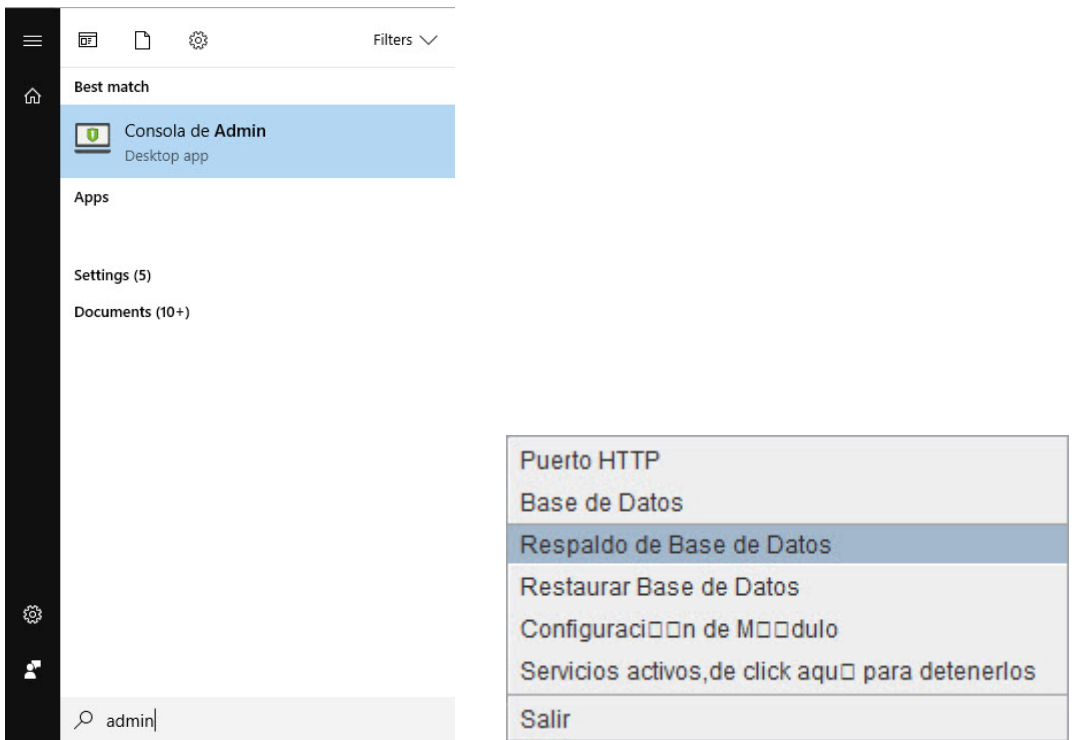 Filters
Best match
Consola de Admin
Desktop app
Apps
Settings (5)
Documents (10+)
admin
Puerto HTTP
Base de Datos
Respaldo de Base de Datos
Restaurar Base de Datos
Configuraci□□n de M□□dulo
Servicios activos,de click aqu□ para detenerlos
Salir